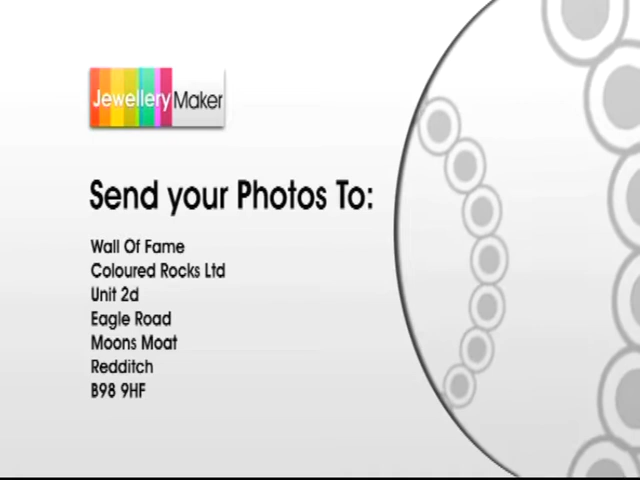 JewelleryMaker
Send your Photos To:
Wall Of Fame
Coloured Rocks Ltd
Unit 2d
Eagle Road
Moons Moat
Redditch
B98 9HF